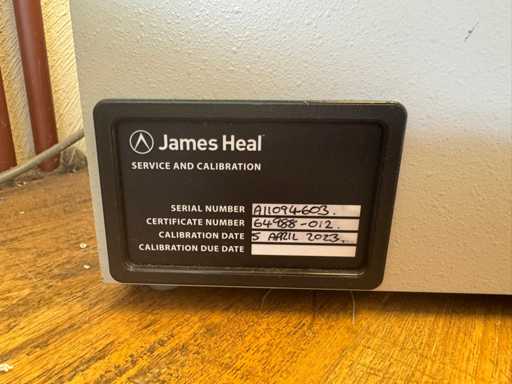 James Heal
SERVICE AND CALIBRATION
SERIAL NUMBER A11094603.
CERTIFICATE NUMBER 64988-012.
CALIBRATION DATE 5 APRIL 2023.
CALIBRATION DUE DATE